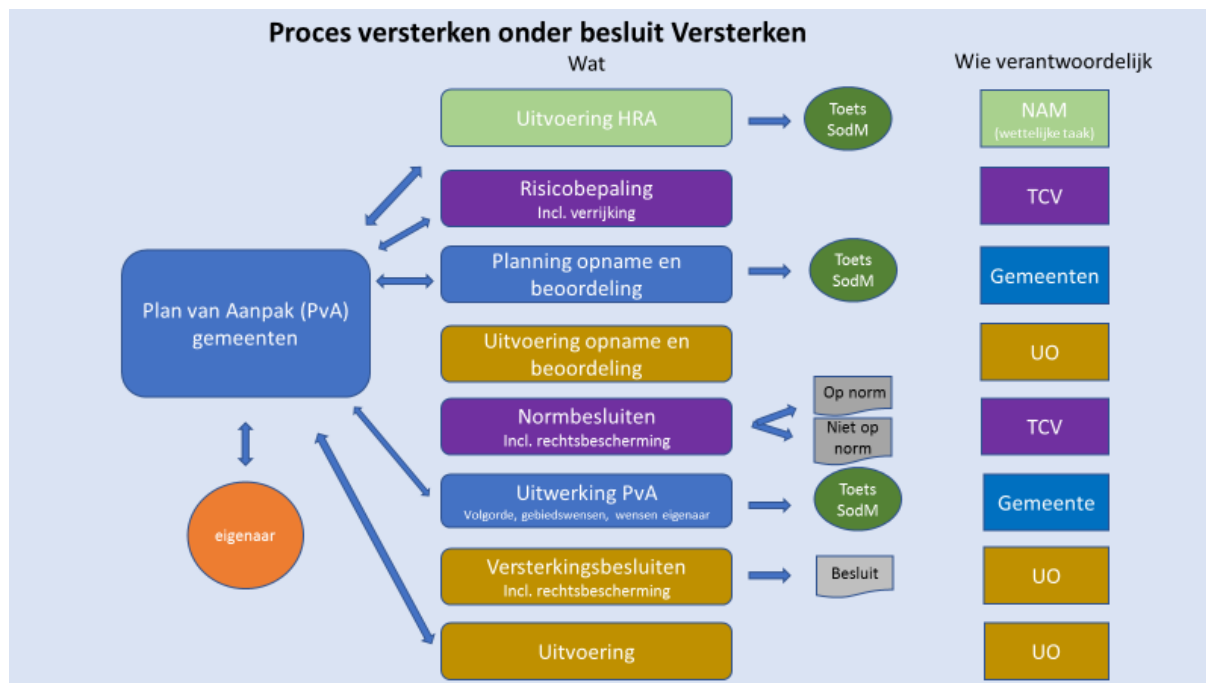 Proces versterken onder besluit Versterken
Wat
Wie verantwoordelijk
Uitvoering HRA
Toets
SodM
NAM
(wettelijke taak)
Risicobepaling
Incl. verrijking
TCV
Planning opname en
beoordeling
Toets
SodM
Gemeenten
Plan van Aanpak (PvA)
gemeenten
Uitvoering opname en
beoordeling
UO
Normbesluiten
Incl. rechtsbescherming
Op norm
Niet op
norm
TCV
Uitwerking PvA
Volgorde, gebiedswensen, wensen eigenaar
Toets
SodM
Gemeente
eigenaar
Versterkingsbesluiten
Incl. rechtsbescherming
Besluit
UO
Uitvoering
UO